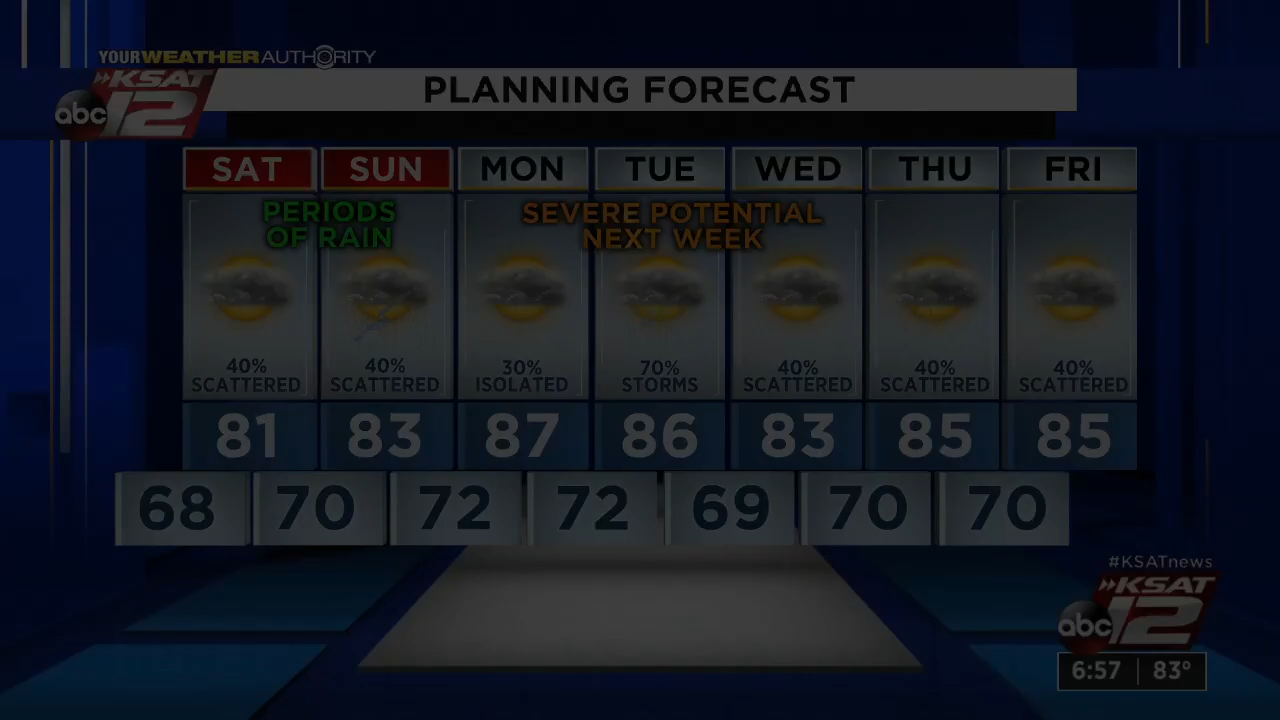 YOURWEATHERAUTHORITY
KSAT
abc 12
PLANNING FORECAST
SAT SUN MON TUE WED THU FRI
PERIODS
OF RAIN
SEVERE POTENTIAL
NEXT WEEK
40% 40% 30% 70% 40% 40% 40%
SCATTERED SCATTERED ISOLATED STORMS SCATTERED SCATTERED SCATTERED
81 83 87 86 83 85 85
68 70 72 72 69 70 70
#KSATnews
KSAT
abc 12
6:57 83°